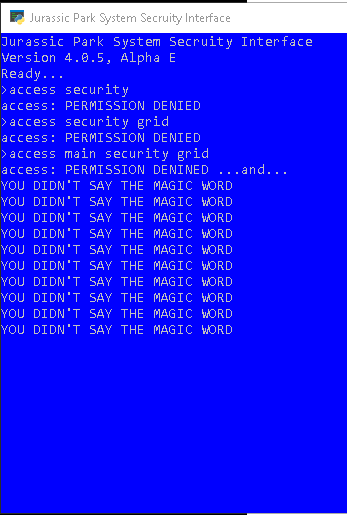 Jurassic Park System Secruity Interface
Jurassic Park System Secruity Interface
Version 4.0.5, Alpha E
Ready...
>access security
access: PERMISSION DENIED
>access security grid
access: PERMISSION DENIED
>access main security grid
access: PERMISSION DENINED ...and...
YOU DIDN'T SAY THE MAGIC WORD
YOU DIDN'T SAY THE MAGIC WORD
YOU DIDN'T SAY THE MAGIC WORD
YOU DIDN'T SAY THE MAGIC WORD
YOU DIDN'T SAY THE MAGIC WORD
YOU DIDN'T SAY THE MAGIC WORD
YOU DIDN'T SAY THE MAGIC WORD
YOU DIDN'T SAY THE MAGIC WORD
YOU DIDN'T SAY THE MAGIC WORD
YOU DIDN'T SAY THE MAGIC WORD